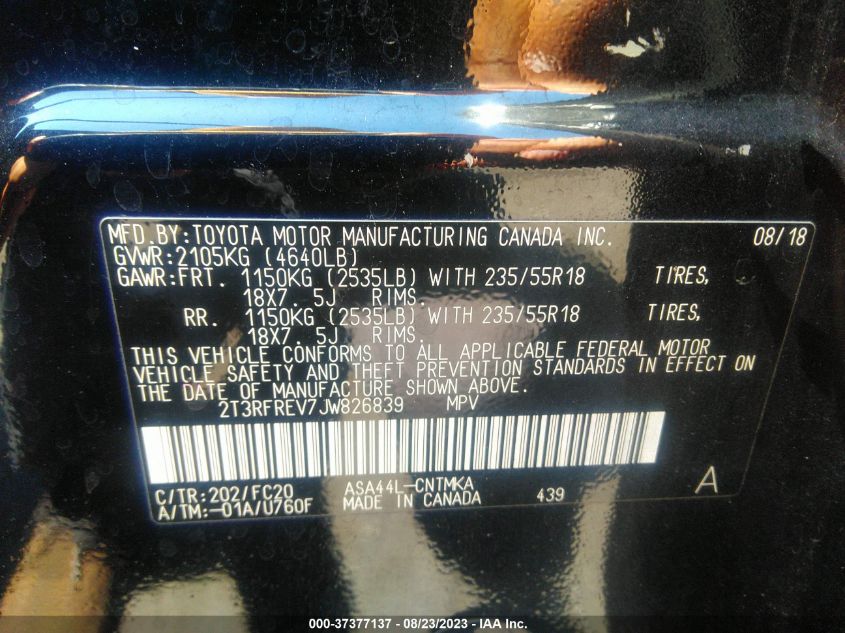 MFD.BY:TOYOTA MOTOR MANUFACTURING CANADA INC. 08/18
GVWR:2105KG (4640LB)
GAWR:FRT. 1150KG (2535LB) WITH 235/55R18 TIRES,
18X7. 5J RIMS.
RR. 1150KG (2535LB) WITH 235/55R18 TIRES,
18X7. 5J RIMS.
THIS VEHICLE CONFORMS TO ALL APPLICABLE FEDERAL MOTOR
VEHICLE SAFETY AND THEFT PREVENTION STANDARDS IN EFFECT ON
THE DATE OF MANUFACTURE SHOWN ABOVE.
2T3RFREV7JW826839 MPV
C/TR:202/FC20 ASA44L-CNTMKA
A/TM:-01A/U760F MADE IN CANADA 439 A
000-37377137 - 08/23/2023 - IAA Inc.